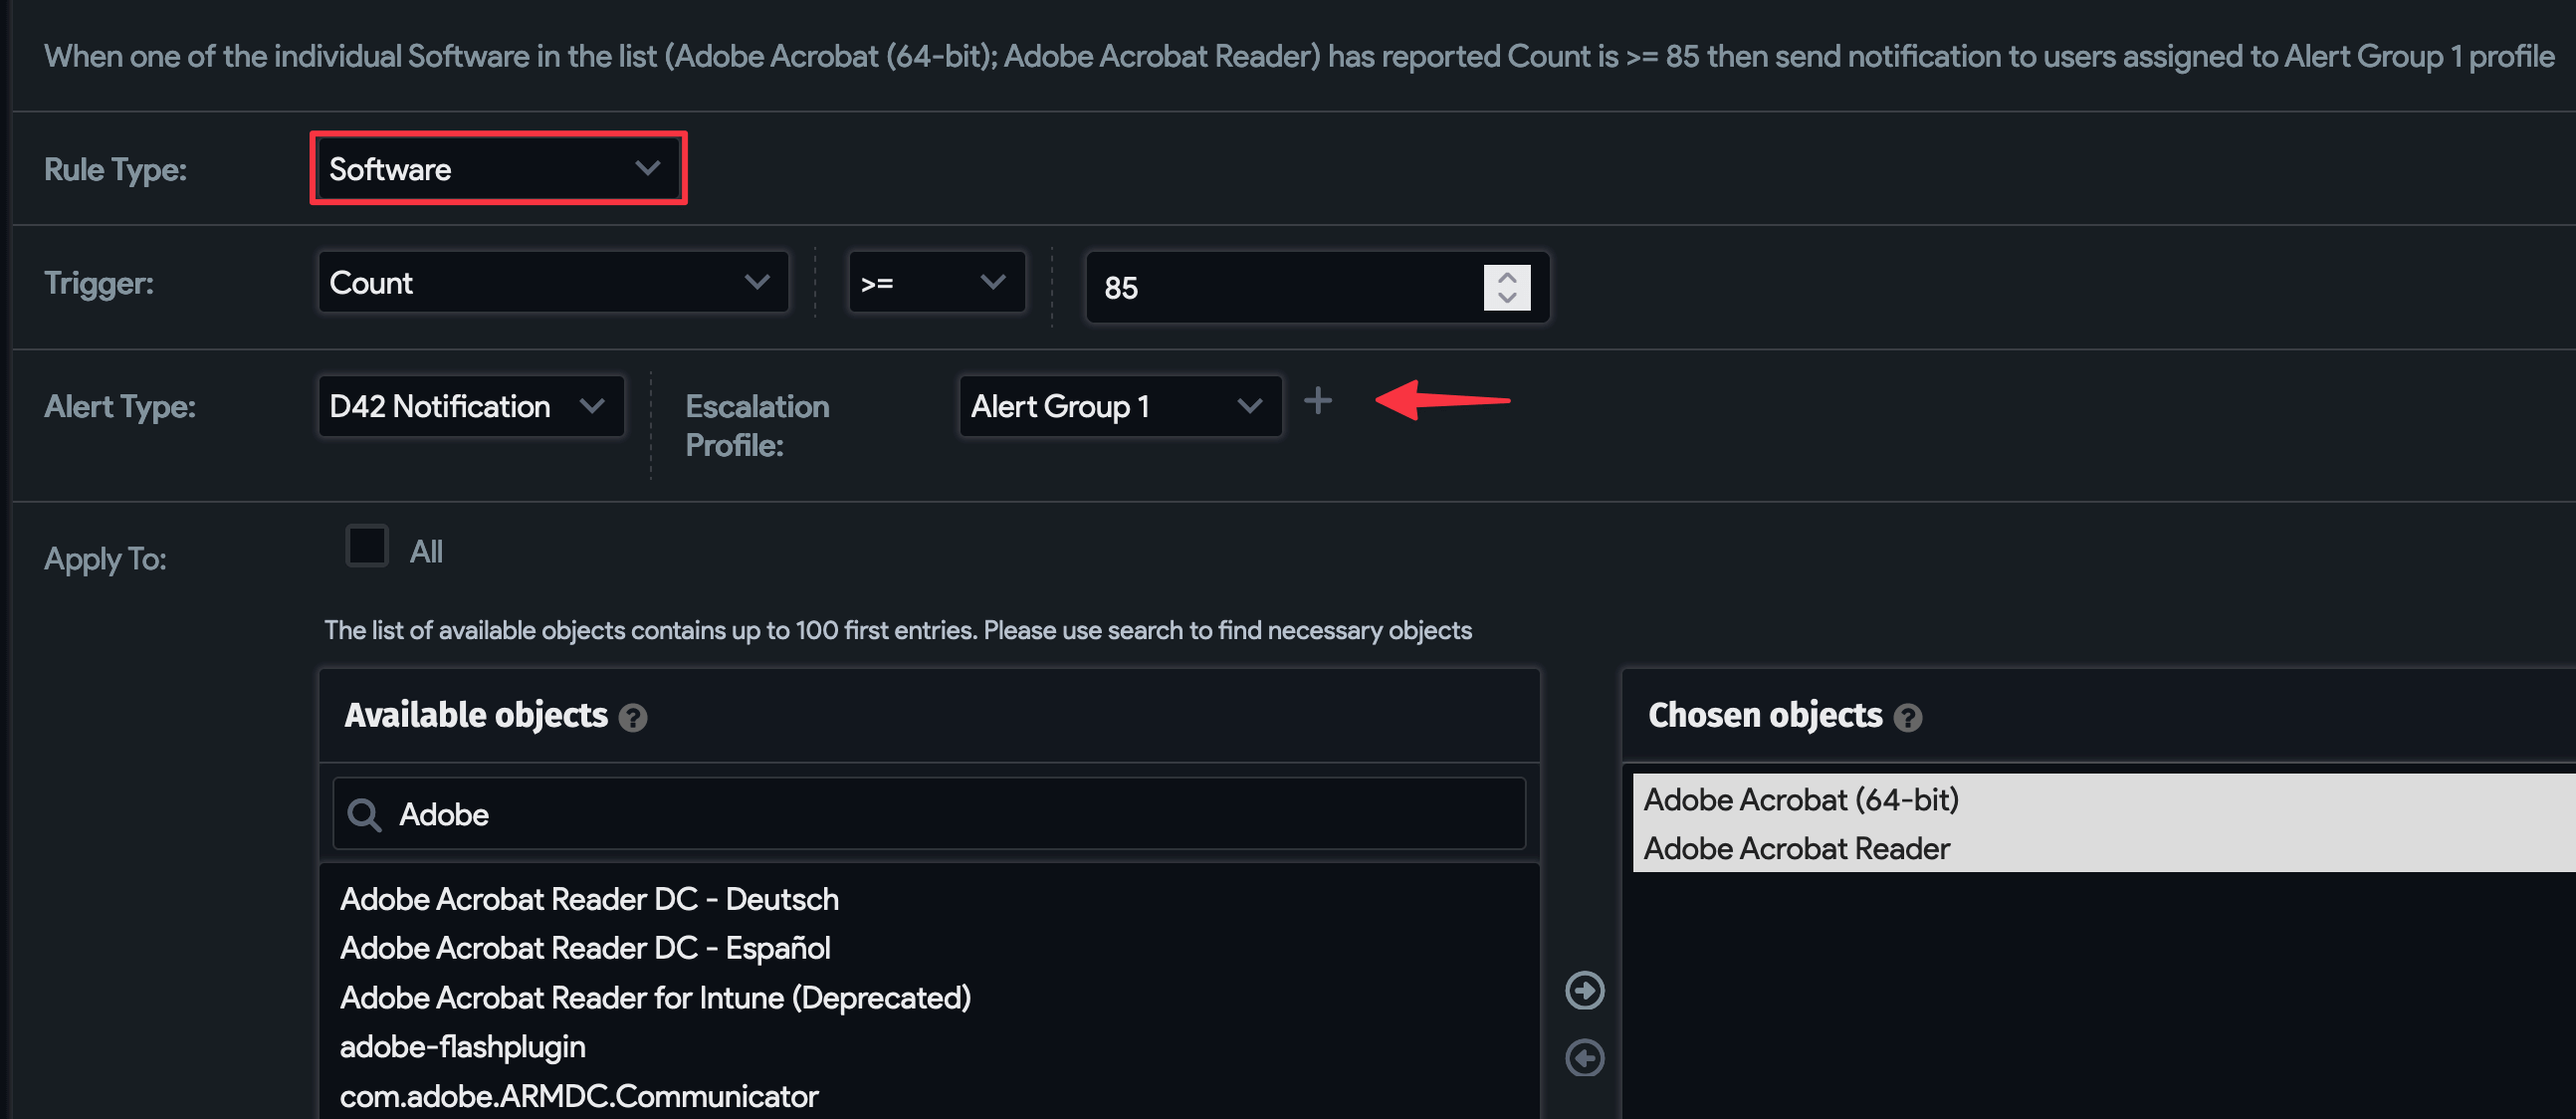 When one of the individual Software in the list (Adobe Acrobat (64-bit); Adobe Acrobat Reader) has reported Count is >= 85 then send notification to users assigned to Alert Group 1 profile
Rule Type:
Software
Trigger:
Count
>=
85
Alert Type:
D42 Notification
Escalation
Profile:
Alert Group 1
+
Apply To:
All
The list of available objects contains up to 100 first entries. Please use search to find necessary objects
Available objects ?
Adobe
Adobe Acrobat Reader DC - Deutsch
Adobe Acrobat Reader DC - Español
Adobe Acrobat Reader for Intune (Deprecated)
adobe-flashplugin
com.adobe.ARMDC.Communicator
Chosen objects ?
Adobe Acrobat (64-bit)
Adobe Acrobat Reader